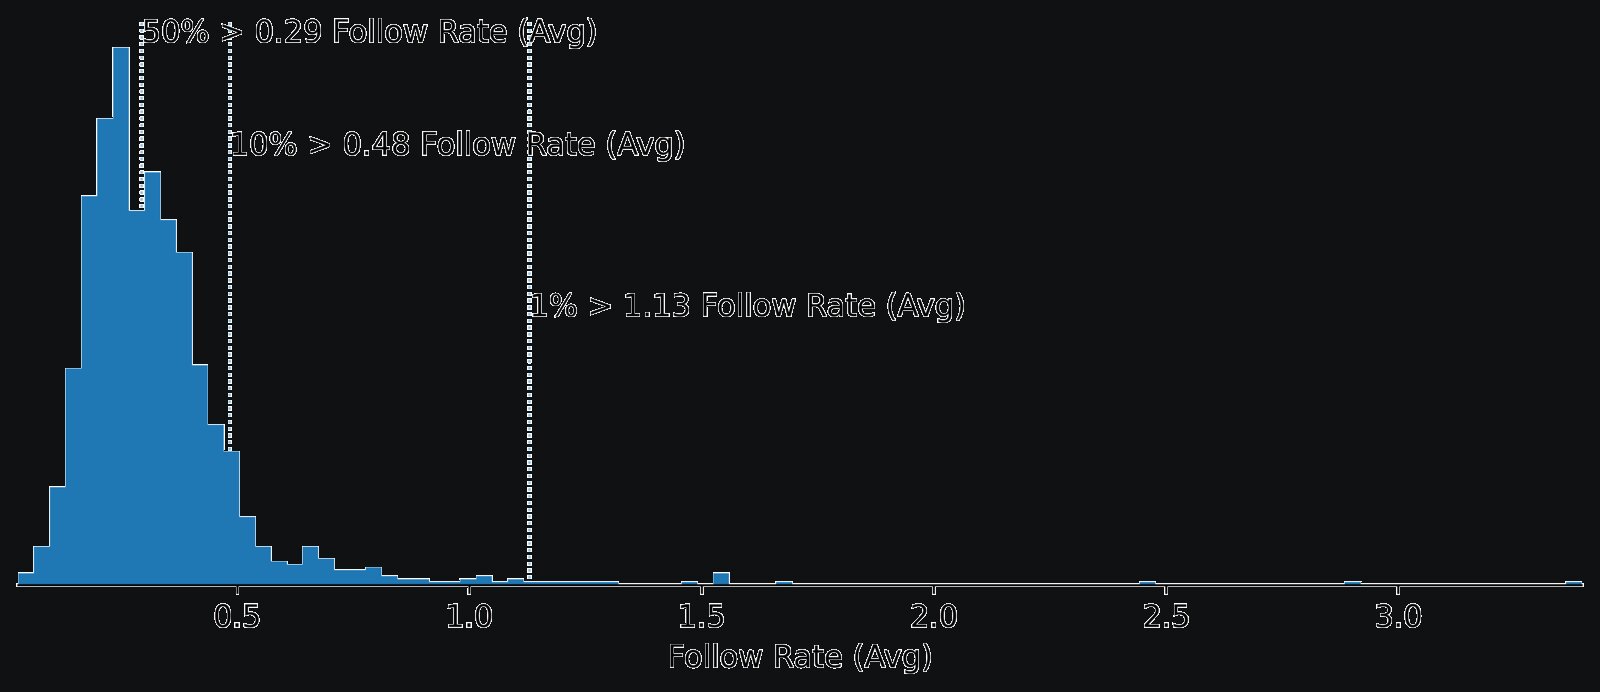 50% > 0.29 Follow Rate (Avg)
10% > 0.48 Follow Rate (Avg)
1% > 1.13 Follow Rate (Avg)
0.5 1.0 1.5 2.0 2.5 3.0
Follow Rate (Avg)